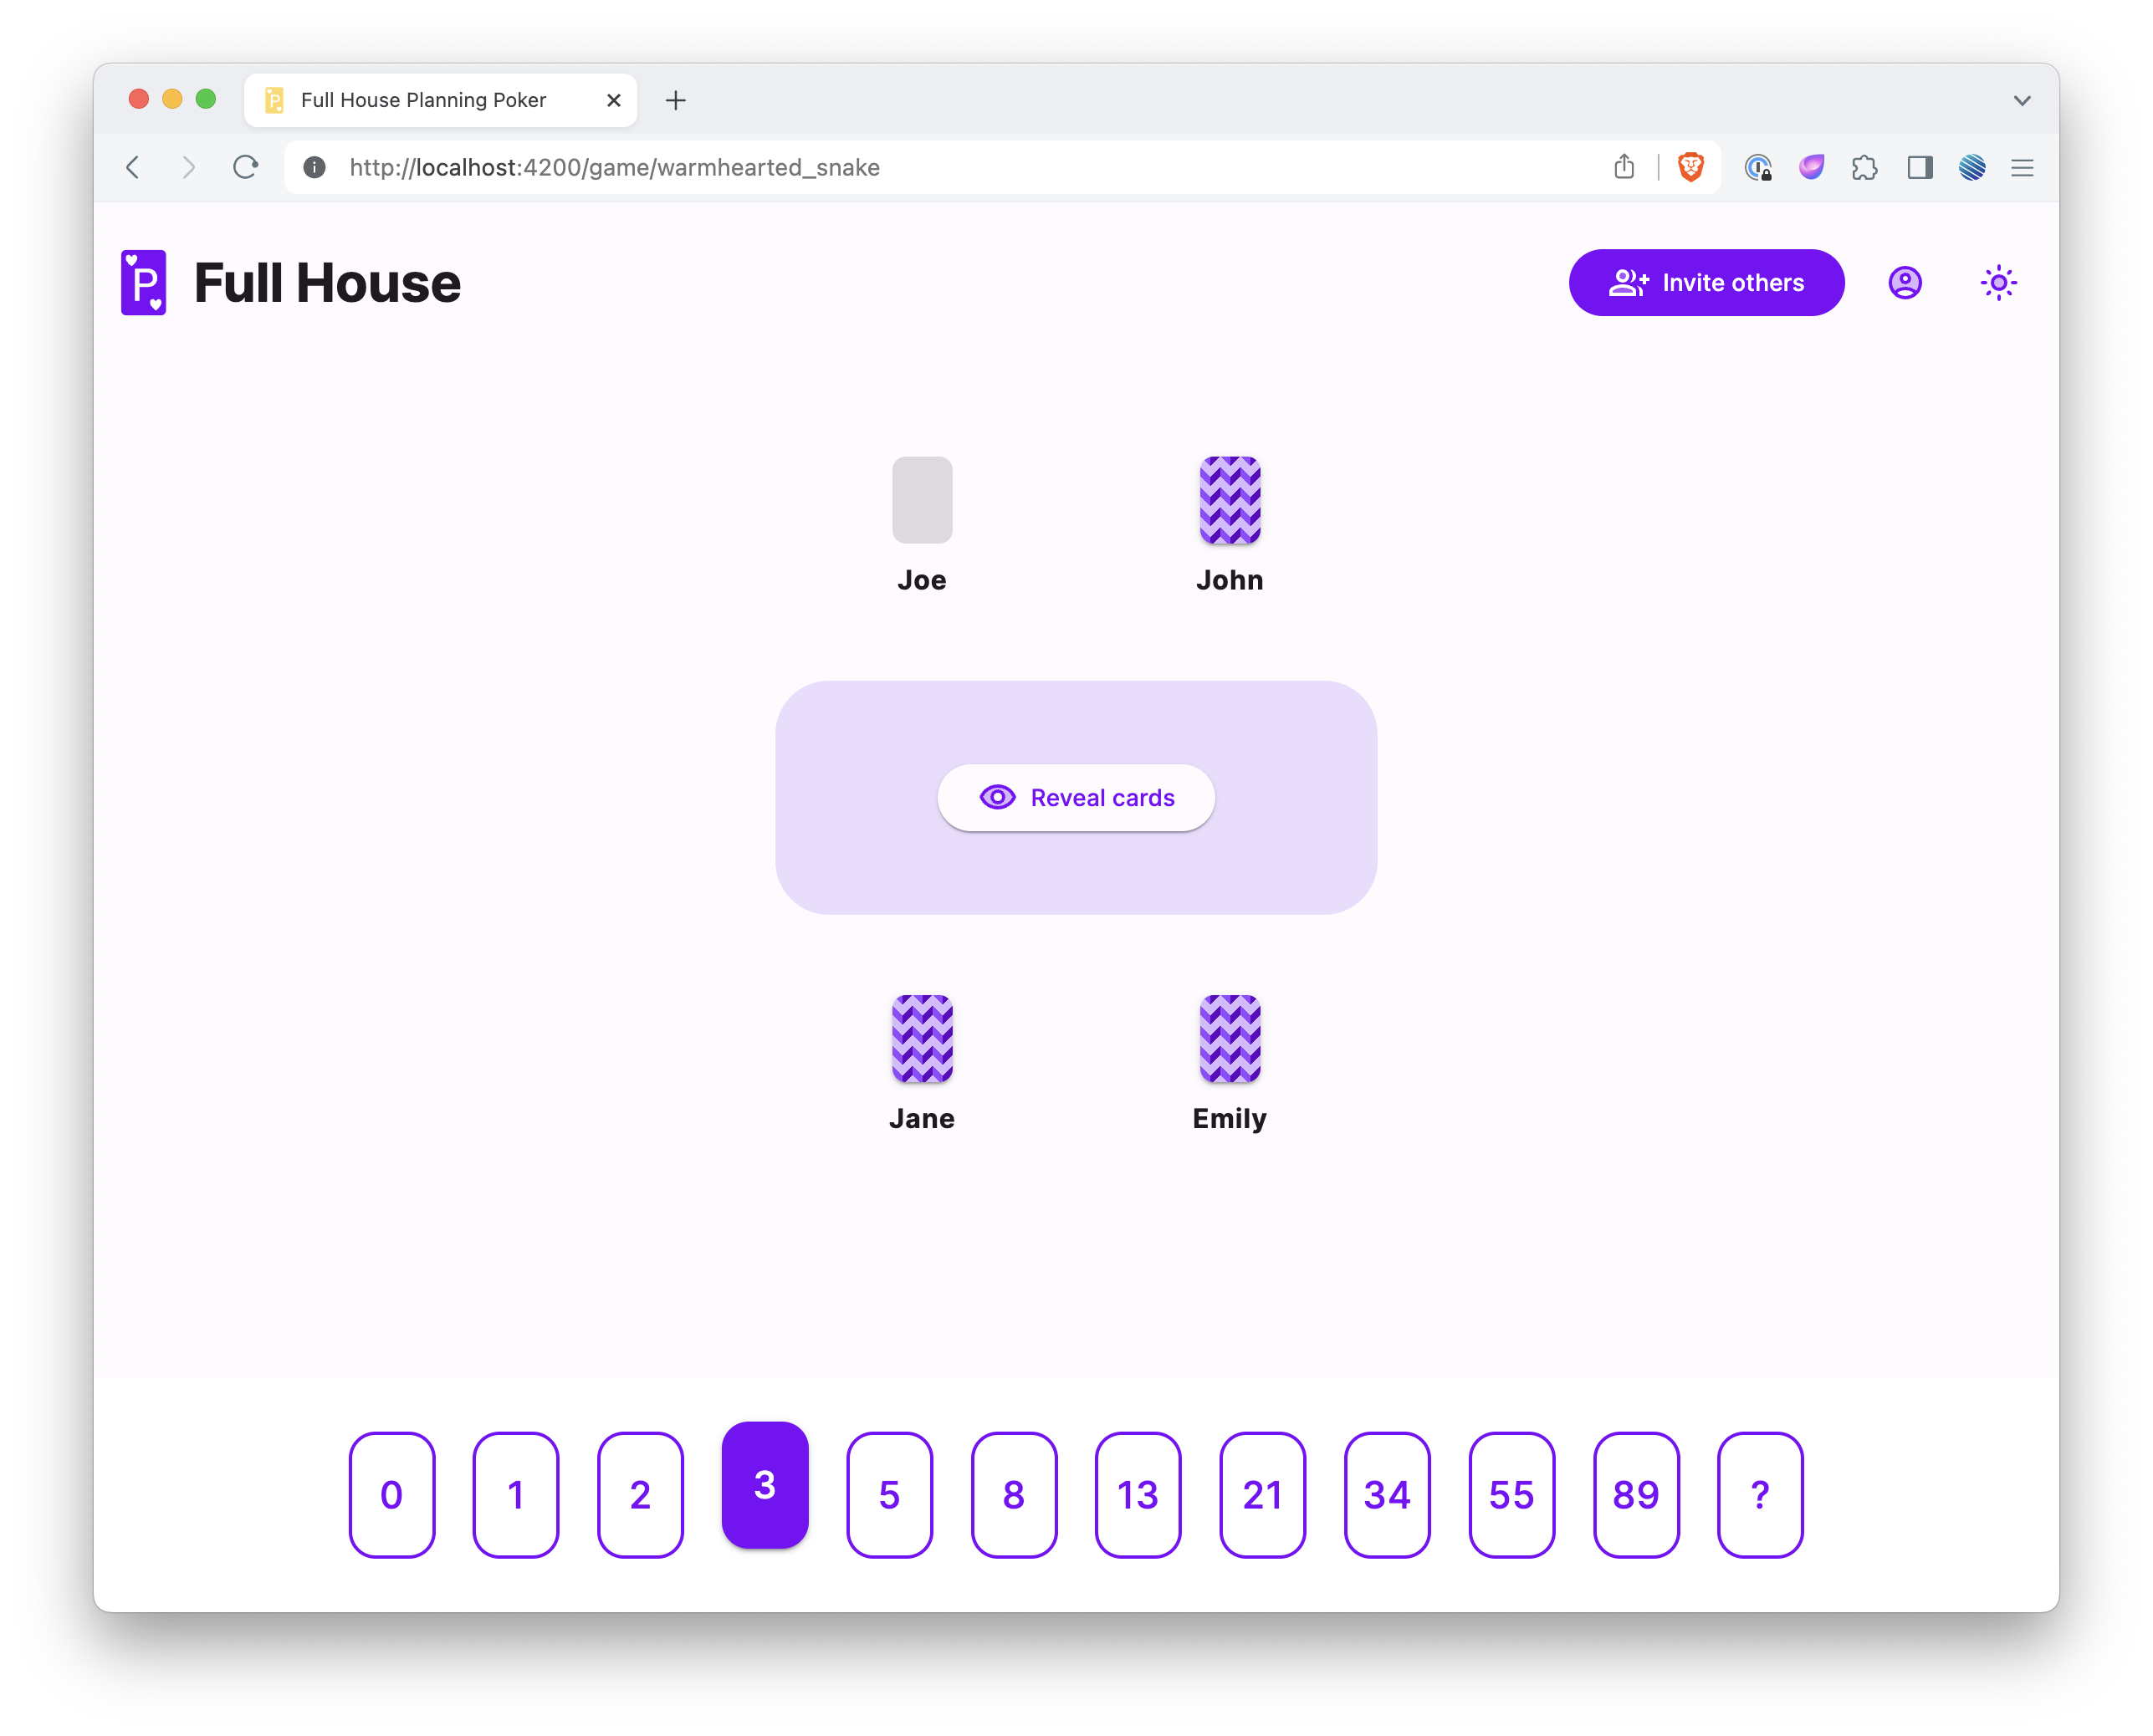 Full House Planning Poker
http://localhost:4200/game/warmhearted_snake
P Full House
Invite others
Joe John
Reveal cards
Jane Emily
0 1 2 3 5 8 13 21 34 55 89 ?